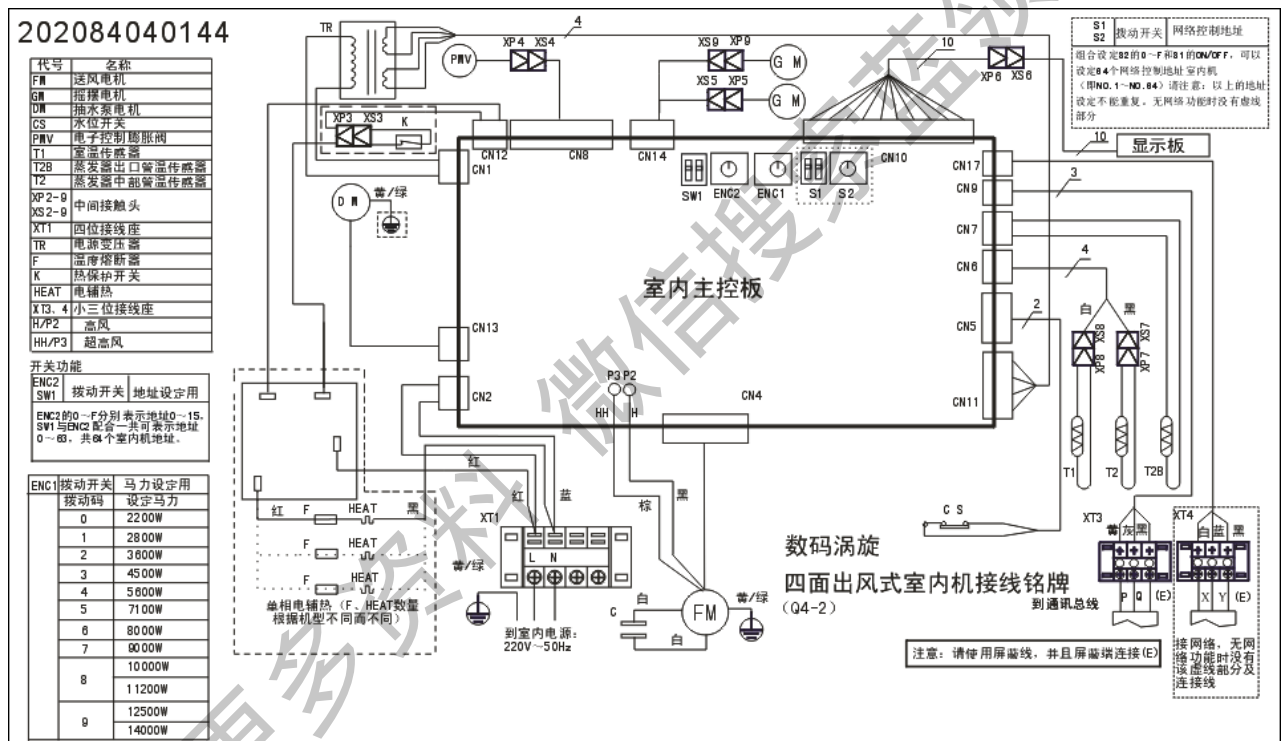 202084040144
代号 名称
FM 送风电机
GM 摇摆电机
DM 抽水泵电机
CS 水位开关
PMV 电子控制膨胀阀
T1 室温传感器
T2B 蒸发器出口管温传感器
T2 蒸发器中部管温传感器
XP2-9
XS2-9 中间接触头
XT1 四位接线座
TR 电源变压器
F 温度熔断器
K 热保护开关
HEAT 电辅热
XT3、4 小三位接线座
H/P2 高风
HH/P3 超高风
开关功能
ENC2
SW1 拨动开关 地址设定用
ENC2的0～F分别表示地址0～15,
SW1与ENC2配合一共可表示地址
0～63，共64个室内机地址。
ENC1 拨动开关 马力设定用
拨动码 设定马力
0 2200W
1 2800W
2 3600W
3 4500W
4 5600W
5 7100W
6 8000W
7 9000W
8 10000W
11200W
9 12500W
14000W
TR
4
PMV
XP4 XS4
XS9 XP9
G M
XS5 XP5
G M
10
XP6 XS6
S1
S2 拨动开关 网络控制地址
组合设定S2的0～F和S1的ON/OFF，可以
设定64个网络控制地址室内机
（即NO.1～NO.64）请注意：以上的地址
设定不能重复。无网络功能时没有虚线
部分
10 显示板
XP3 XS3 K
CN12 CN8 CN14 CN10
CN1
CN17
CN9
CN7
CN6
CN5
CN11
3
4
2
SW1 ENC2 ENC1 S1 S2
D M
黄/绿
室内主控板
CN13
CN2
P3 P2
HH H
CN4
白 黑
XP8 XS8
XP7 XS7
T1 T2 T2B
红
红 蓝
棕 黑
XT1
L N
黄/绿
到室内电源:
220V～50Hz
红 F HEAT 黑
F HEAT
F HEAT
单相电辅热（F、HEAT数量
根据机型不同而不同）
C
白
白
FM
黄/绿
C S
数码涡旋
四面出风式室内机接线铭牌
(Q4-2)
XT3
黄 灰 黑
P Q (E)
到通讯总线
XT4
白 蓝 黑
X Y (E)
注意：请使用屏蔽线，并且屏蔽端连接(E)
接网络，无网
络功能时没有
该虚线部分及
连接线
更多资料 微信搜索蓝领